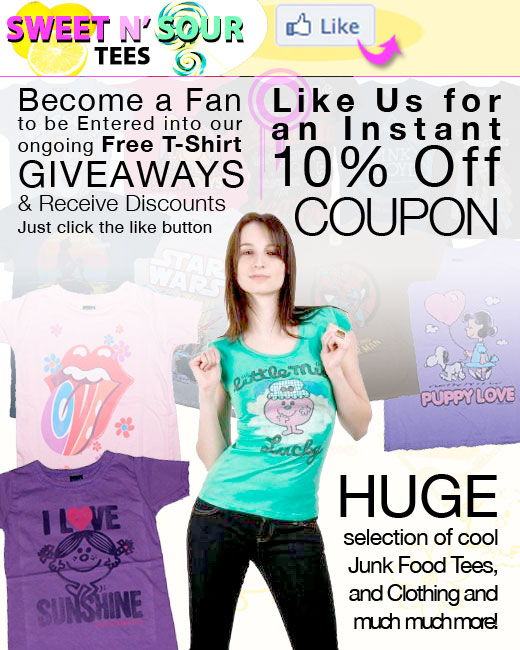 SWEET N' SOUR
TEES
Like
Become a Fan
to be Entered into our
ongoing Free T-Shirt
GIVEAWAYS
& Receive Discounts
Just click the like button
Like Us for
an Instant
10% Off
COUPON
STAR
WARS
LOVE
little Miss
Lucky
PUPPY LOVE
I LOVE
SUNSHINE
HUGE
selection of cool
Junk Food Tees,
and Clothing and
much much more!